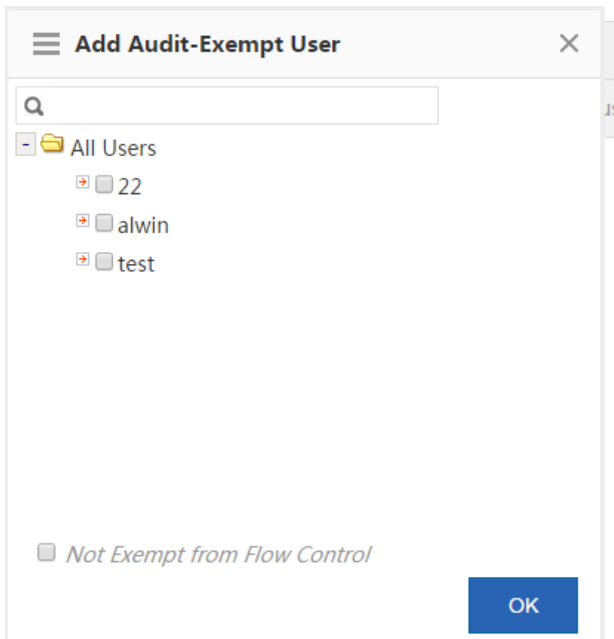 Add Audit-Exempt User
All Users
22
alwin
test
Not Exempt from Flow Control
OK